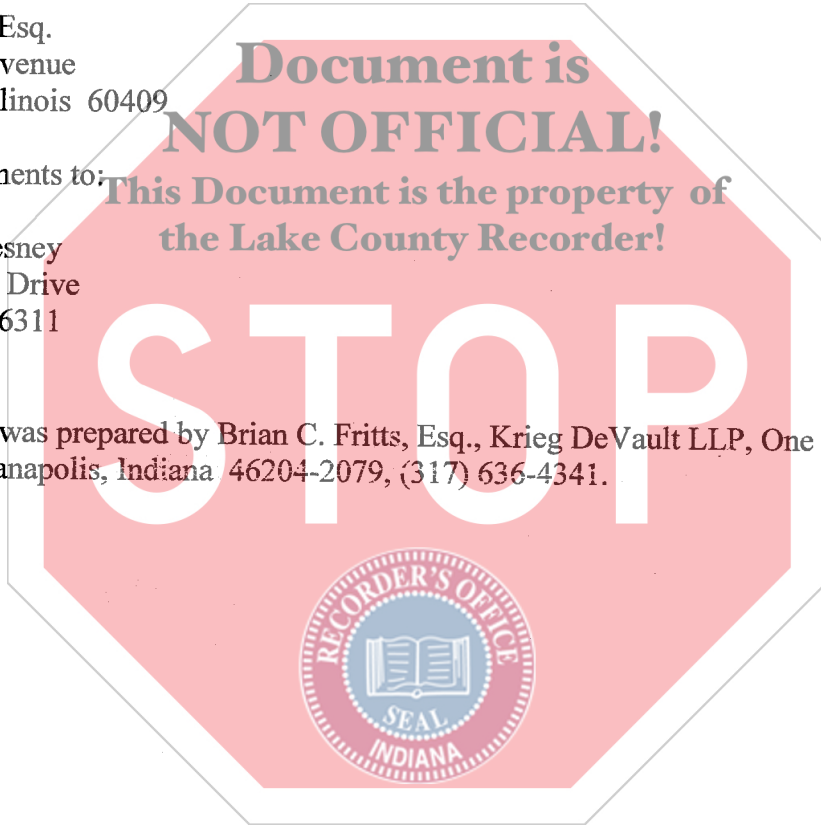 Esq.
venue
linois 60409
Document is
NOT OFFICIAL!
This Document is the property of
the Lake County Recorder!
nents to:
esney
Drive
6311
was prepared by Brian C. Fritts, Esq., Krieg DeVault LLP, One
anapolis, Indiana 46204-2079, (317) 636-4341.
STOP
RECORDER'S OFFICE
SEAL
INDIANA